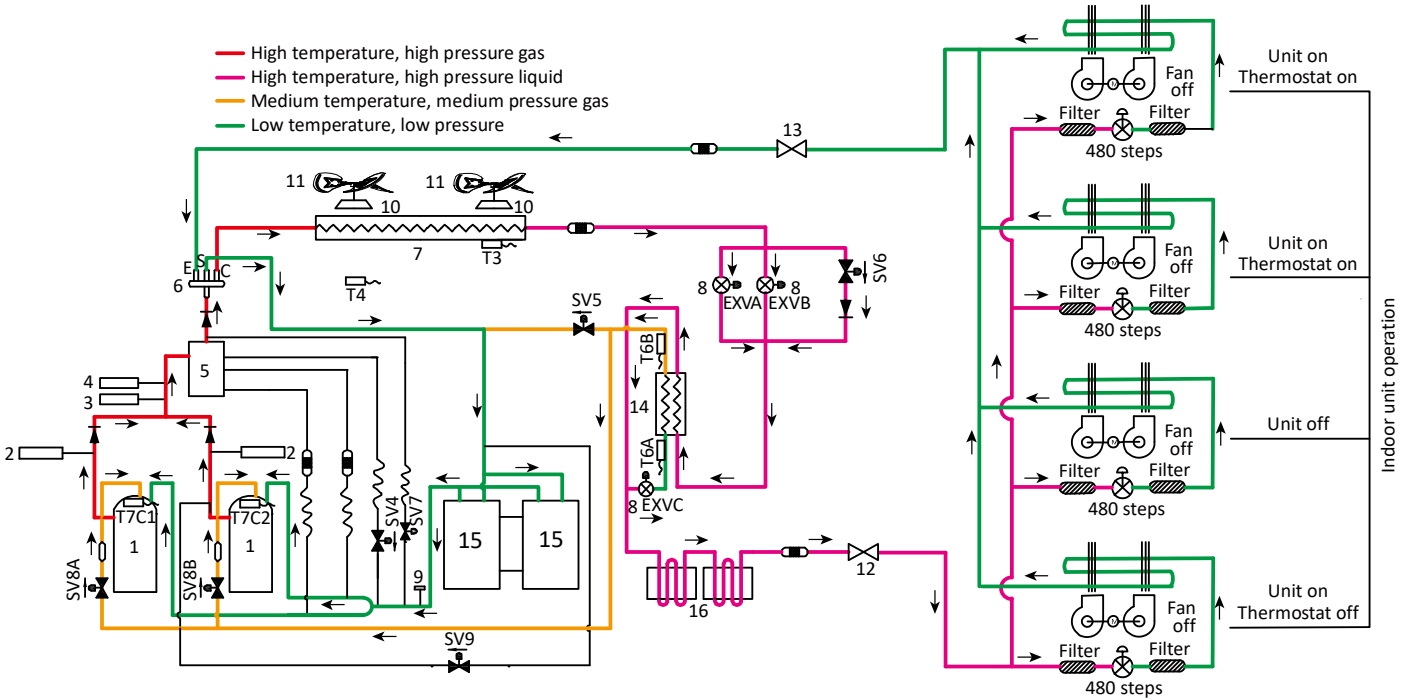 High temperature, high pressure gas
High temperature, high pressure liquid
Medium temperature, medium pressure gas
Low temperature, low pressure
13
11
11
10
10
7
T3
T4
E
S
C
6
5
4
3
2
2
T7C1
T7C2
1
1
SV8A
SV8B
SV4
SV7
9
SV9
15
15
SV5
T6B
14
T6A
8
EXVC
8
EXVA
8
EXVB
SV6
16
12
Fan
off
Filter
Filter
480 steps
Unit on
Thermostat on
Fan
off
Filter
Filter
480 steps
Unit on
Thermostat on
Fan
off
Filter
Filter
480 steps
Unit off
Fan
off
Filter
Filter
480 steps
Unit on
Thermostat off
Indoor unit operation